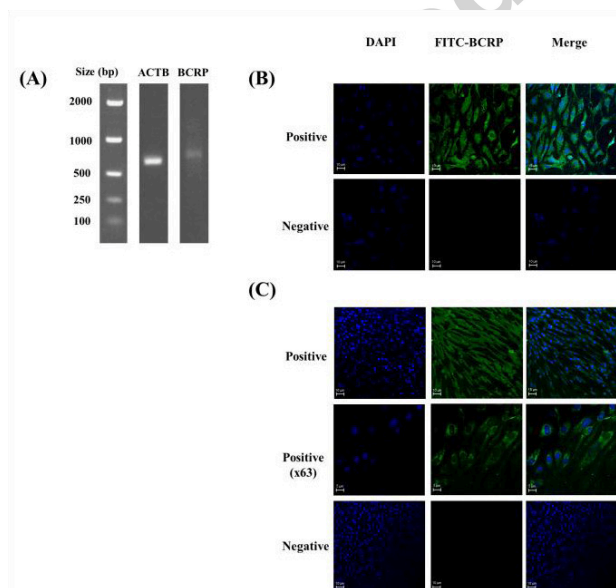 DAPI FITC-BCRP Merge
(A) Size (bp) ACTB BCRP
2000
1000
500
250
100
(B)
Positive
Negative
(C)
Positive
Positive
(x63)
Negative